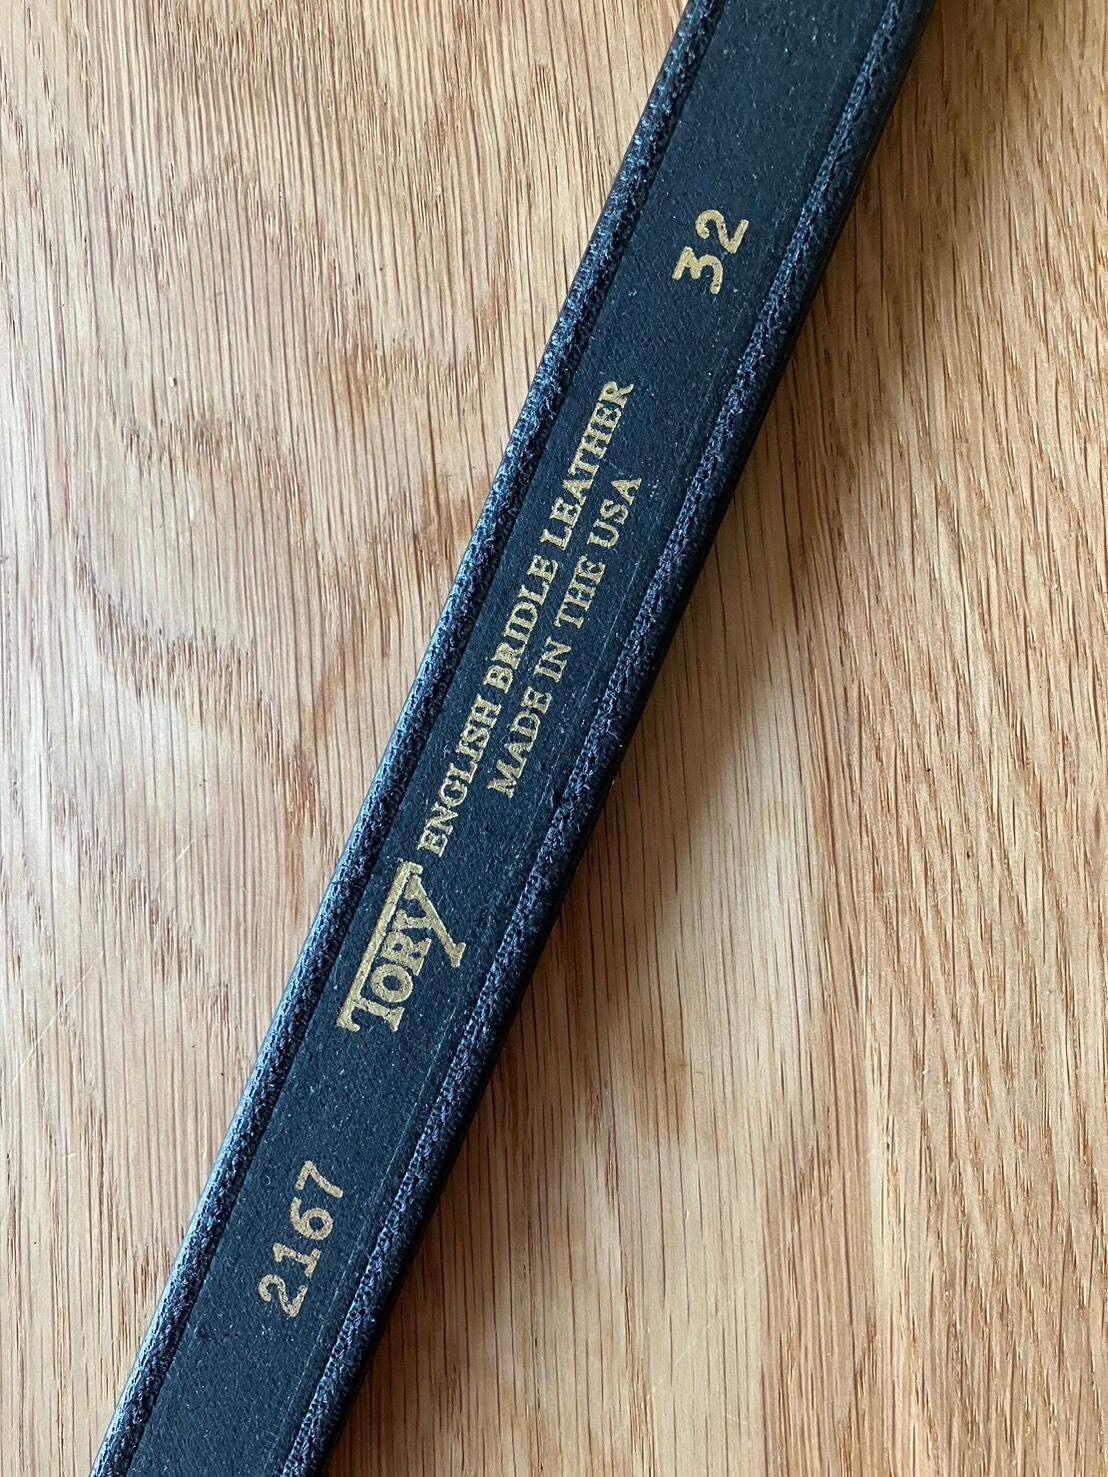 2167
TORY
ENGLISH BRIDLE LEATHER
MADE IN THE USA
32